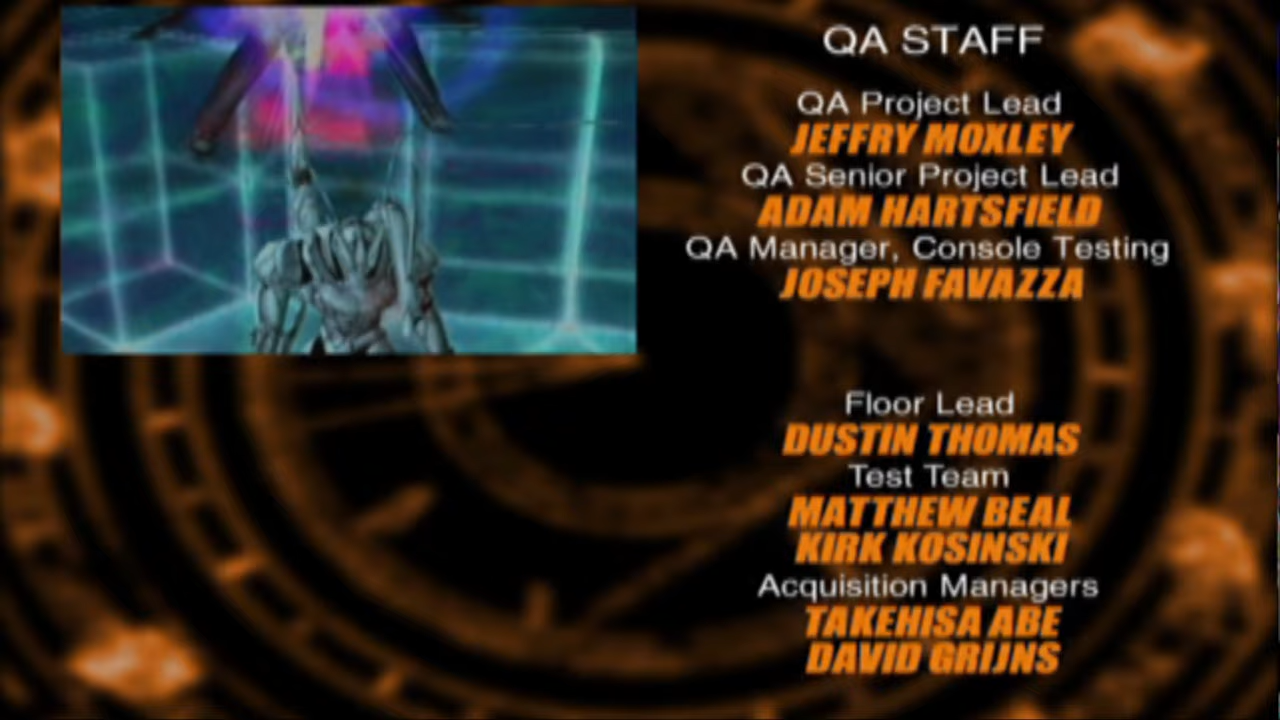 QA STAFF
QA Project Lead
JEFFRY MOXLEY
QA Senior Project Lead
ADAM HARTSFIELD
QA Manager, Console Testing
JOSEPH FAVAZZA
Floor Lead
DUSTIN THOMAS
Test Team
MATTHEW BEAL
KIRK KOSINSKI
Acquisition Managers
TAKEHISA ABE
DAVID GRIJNS